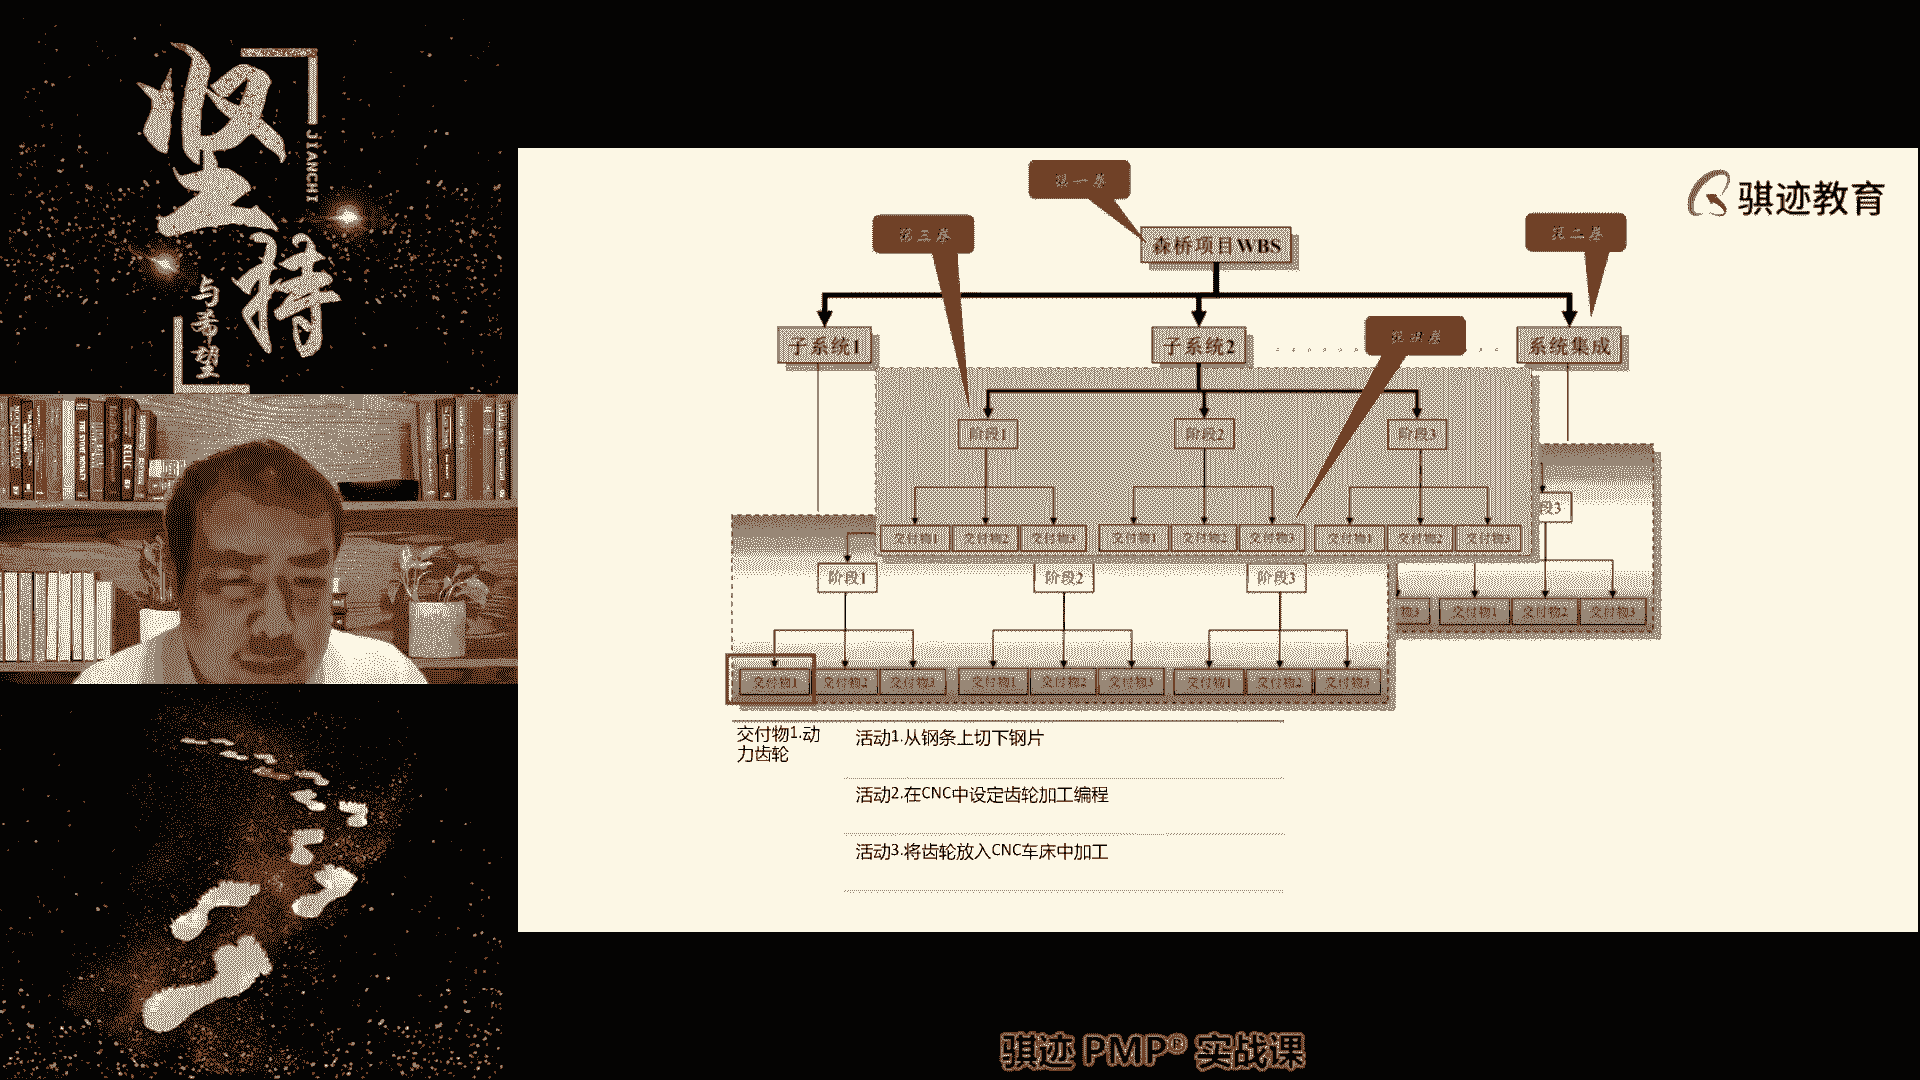 坚持
JIANCHI
与希望
骐迹教育
第一卷
第三卷
第二卷
森桥项目WBS
子系统1
子系统2
系统集成
阶段1
阶段2
阶段3
交付物1
交付物2
交付物3
交付物1
交付物2
交付物3
交付物1
交付物2
交付物3
段3
物3
交付物1
交付物2
交付物3
阶段1
阶段2
阶段3
交付物1
交付物2
交付物3
交付物1
交付物2
交付物3
交付物1
交付物2
交付物3
交付物1.动
力齿轮
活动1.从钢条上切下钢片
活动2.在CNC中设定齿轮加工编程
活动3.将齿轮放入CNC车床中加工
骐迹 PMP® 实战课